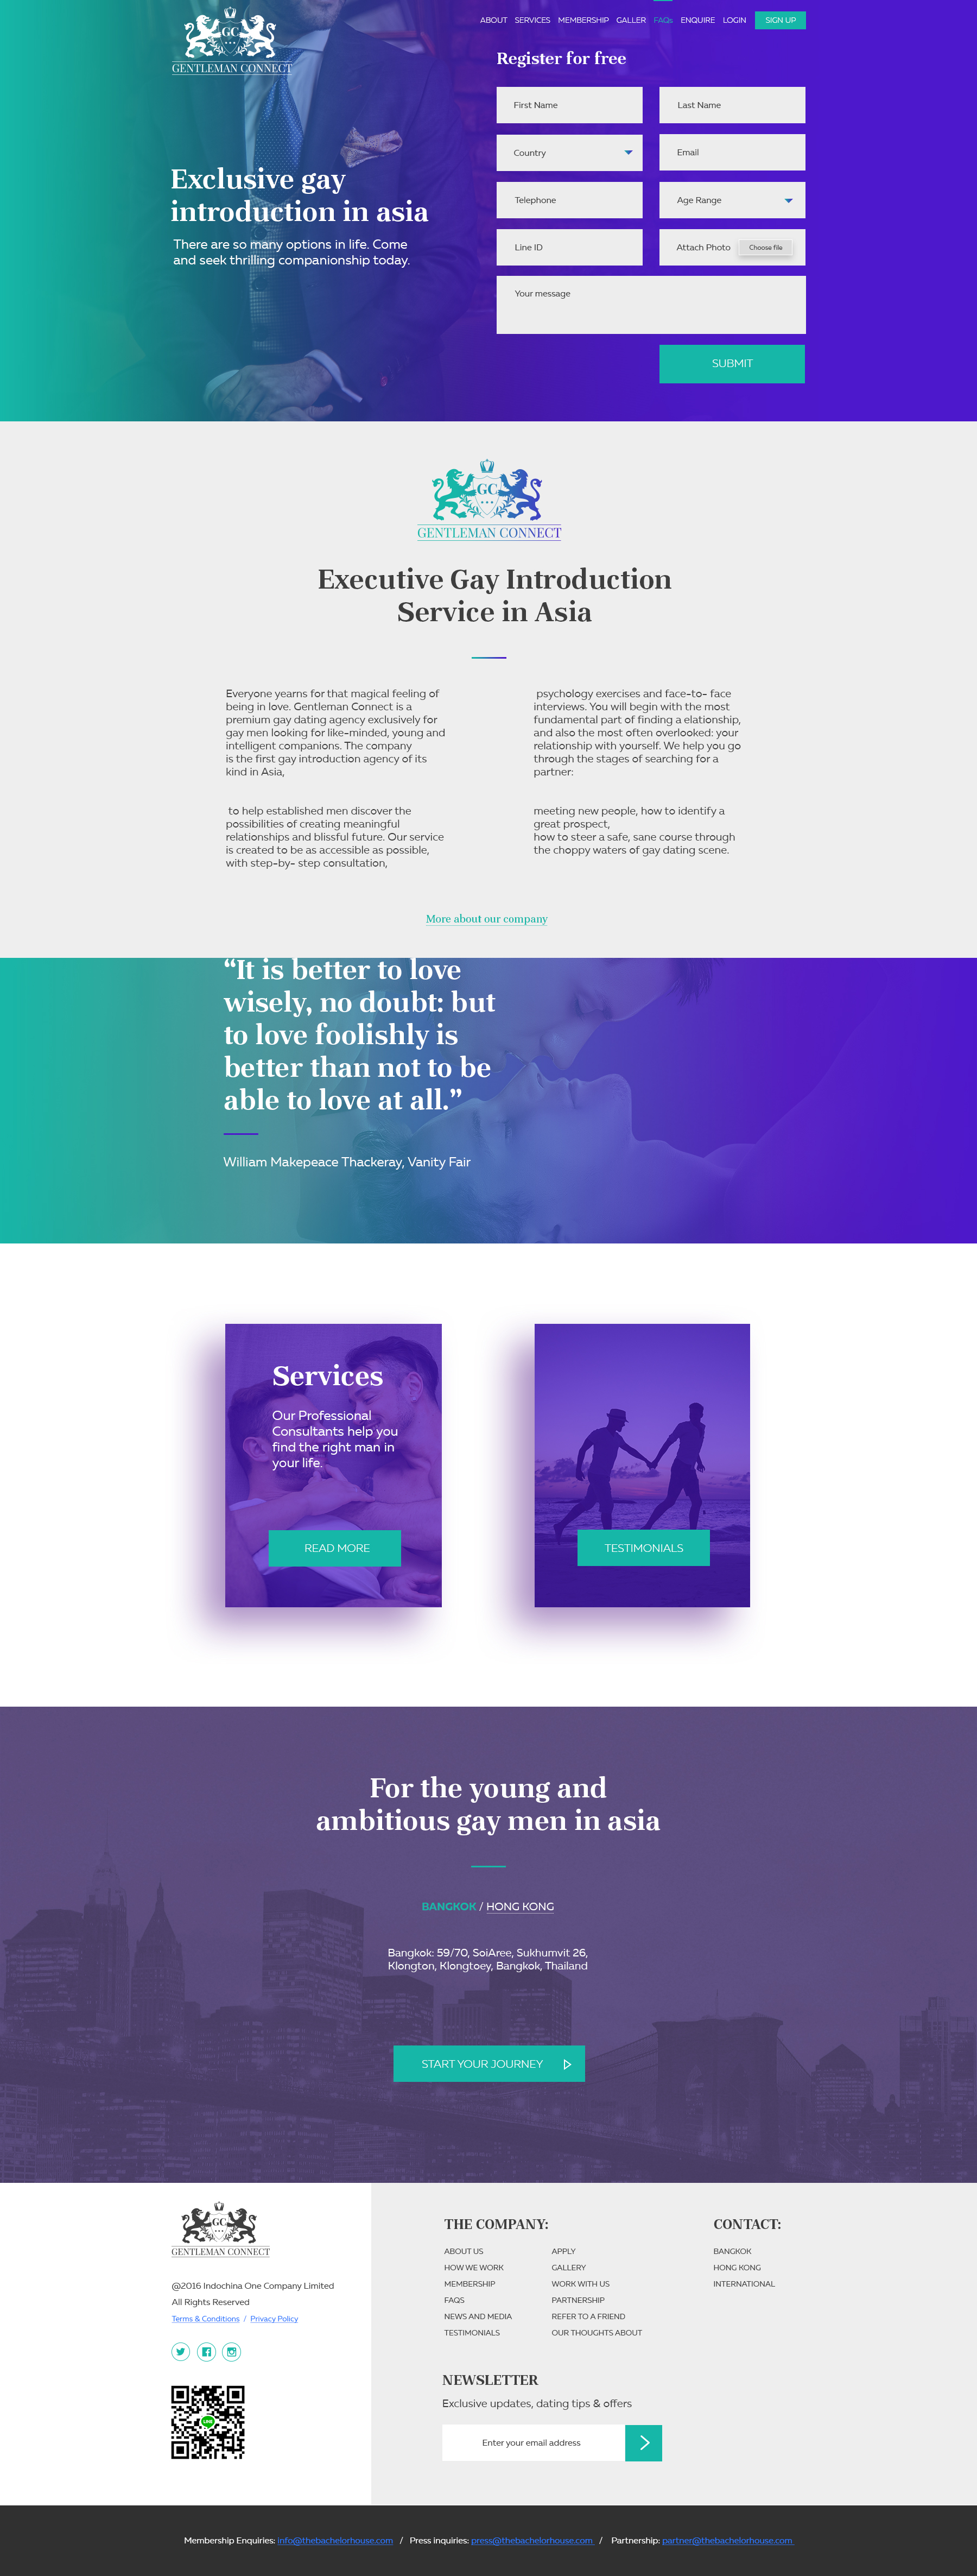 GC
GENTLEMAN CONNECT
ABOUT SERVICES MEMBERSHIP GALLER FAQs ENQUIRE LOGIN SIGN UP
Exclusive gay
introduction in asia
There are so many options in life. Come
and seek thrilling companionship today.
Register for free
First Name
Last Name
Country
Email
Telephone
Age Range
Line ID
Attach Photo Choose file
Your message
SUBMIT
GC
GENTLEMAN CONNECT
Executive Gay Introduction
Service in Asia
Everyone yearns for that magical feeling of
being in love. Gentleman Connect is a
premium gay dating agency exclusively for
gay men looking for like-minded, young and
intelligent companions. The company
is the first gay introduction agency of its
kind in Asia,
to help established men discover the
possibilities of creating meaningful
relationships and blissful future. Our service
is created to be as accessible as possible,
with step-by- step consultation,
psychology exercises and face-to- face
interviews. You will begin with the most
fundamental part of finding a elationship,
and also the most often overlooked: your
relationship with yourself. We help you go
through the stages of searching for a
partner:
meeting new people, how to identify a
great prospect,
how to steer a safe, sane course through
the choppy waters of gay dating scene.
More about our company
“It is better to love
wisely, no doubt: but
to love foolishly is
better than not to be
able to love at all.”
William Makepeace Thackeray, Vanity Fair
Services
Our Professional
Consultants help you
find the right man in
your life.
READ MORE
TESTIMONIALS
For the young and
ambitious gay men in asia
BANGKOK / HONG KONG
Bangkok: 59/70, SoiAree, Sukhumvit 26,
Klongton, Klongtoey, Bangkok, Thailand
START YOUR JOURNEY
GC
GENTLEMAN CONNECT
@2016 Indochina One Company Limited
All Rights Reserved
Terms & Conditions / Privacy Policy
LINE
THE COMPANY:
ABOUT US
HOW WE WORK
MEMBERSHIP
FAQS
NEWS AND MEDIA
TESTIMONIALS
APPLY
GALLERY
WORK WITH US
PARTNERSHIP
REFER TO A FRIEND
OUR THOUGHTS ABOUT
CONTACT:
BANGKOK
HONG KONG
INTERNATIONAL
NEWSLETTER
Exclusive updates, dating tips & offers
Enter your email address
Membership Enquiries: info@thebachelorhouse.com / Press inquiries: press@thebachelorhouse.com / Partnership: partner@thebachelorhouse.com